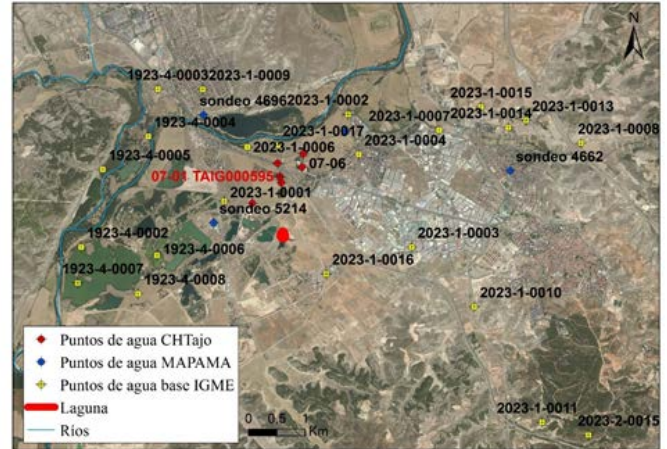 N
1923-4-0003 2023-1-0009
2023-1-0015
sondeo 4696 2023-1-0002
2023-1-0013
2023-1-0007 2023-1-0014
1923-4-0004
2023-1-0017
2023-1-0008
2023-1-0006
2023-1-0004
1923-4-0005
07-06
sondeo 4662
07-01 TAIG000595
2023-1-0001
sondeo 5214
1923-4-0002
1923-4-0006
2023-1-0003
1923-4-0007
2023-1-0016
1923-4-0008
2023-1-0010
Puntos de agua CHTajo
Puntos de agua MAPAMA
Puntos de agua base IGME
Laguna
Ríos
0 0.5 1
Km
2023-1-0011
2023-2-0015